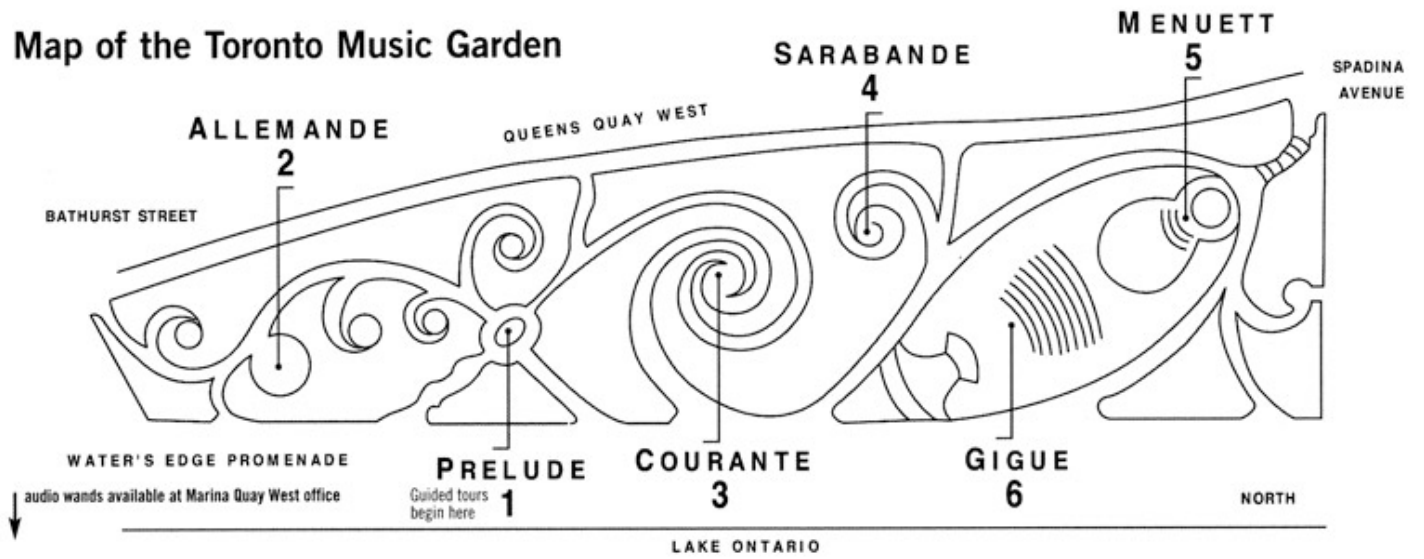 Map of the Toronto Music Garden
MENUETT
5
SARABANDE
4
SPADINA
AVENUE
QUEENS QUAY WEST
ALLEMANDE
2
BATHURST STREET
WATER'S EDGE PROMENADE
audio wands available at Marina Quay West office
PRELUDE
1
Guided tours
begin here
COURANTE
3
GIGUE
6
NORTH
LAKE ONTARIO